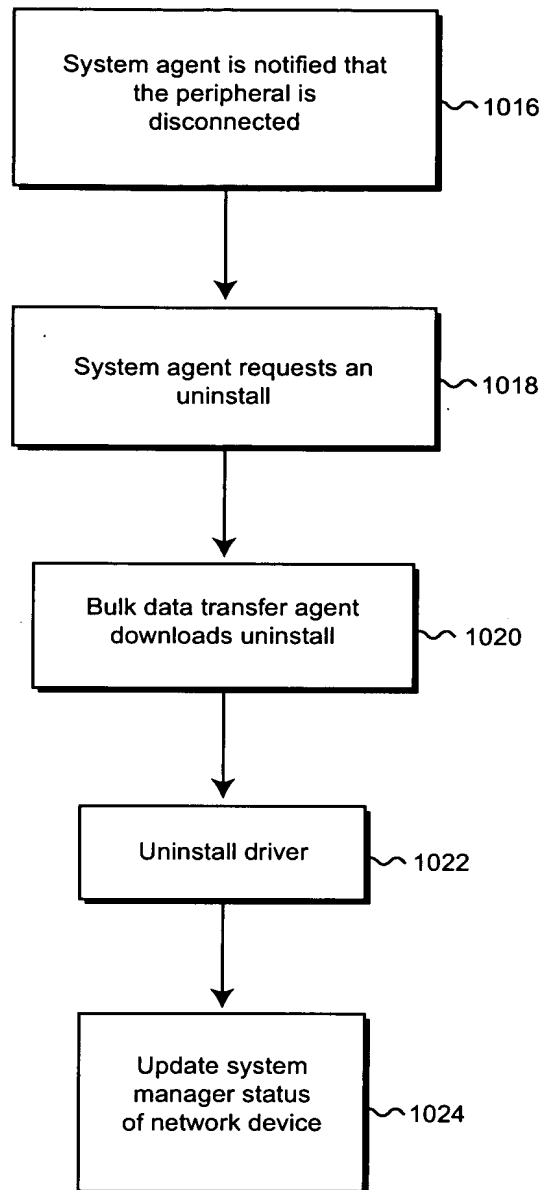 System agent is notified that
the peripheral is
disconnected
1016
System agent requests an
uninstall
1018
Bulk data transfer agent
downloads uninstall
1020
Uninstall driver
1022
Update system
manager status
of network device
1024